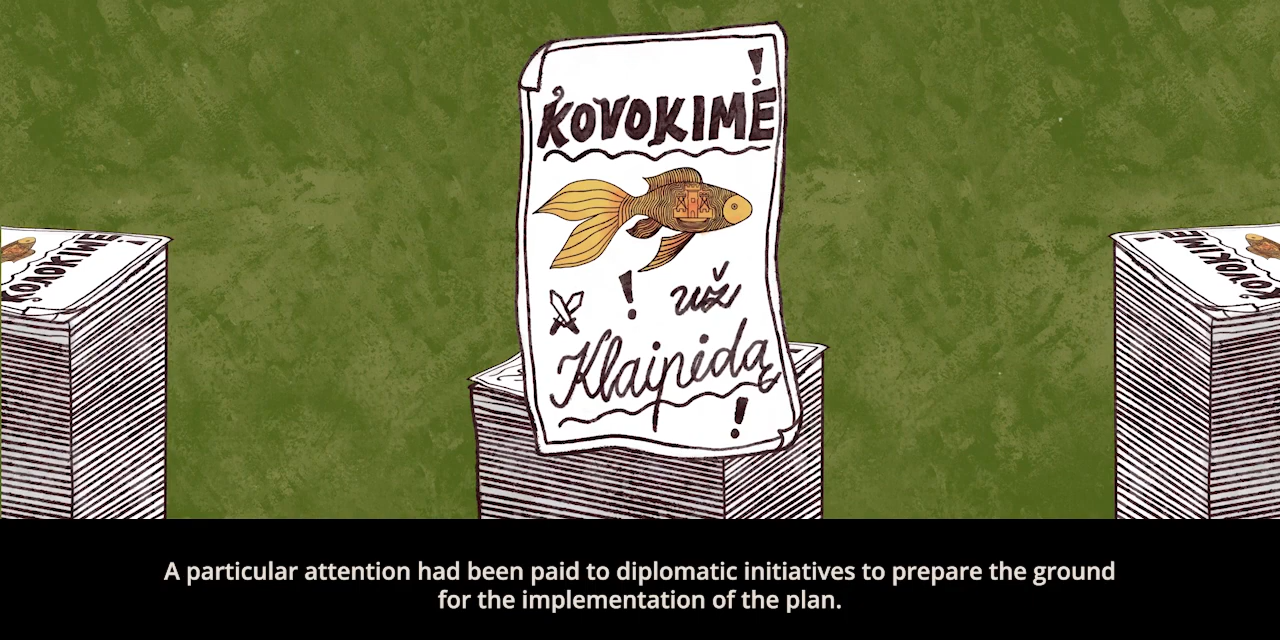 !
KOVOKIME
! už
Klaipidą
!
KOVOKIME !
! KOVOKIME
A particular attention had been paid to diplomatic initiatives to prepare the ground
for the implementation of the plan.